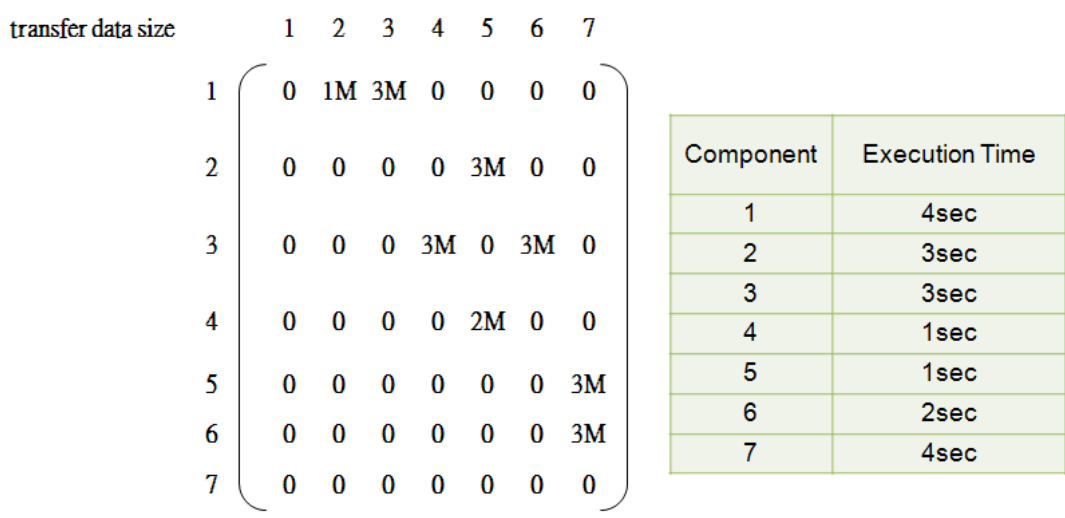 transfer data size 1 2 3 4 5 6 7
1 0 1M 3M 0 0 0 0
2 0 0 0 0 3M 0 0
3 0 0 0 3M 0 3M 0
4 0 0 0 0 2M 0 0
5 0 0 0 0 0 0 3M
6 0 0 0 0 0 0 3M
7 0 0 0 0 0 0 0
Component Execution Time
1 4sec
2 3sec
3 3sec
4 1sec
5 1sec
6 2sec
7 4sec